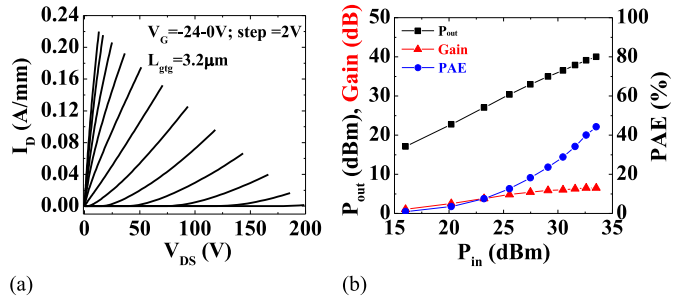 V_G=-24-0V; step =2V
L_gtg=3.2μm
I_D (A/mm)
0.24
0.20
0.16
0.12
0.08
0.04
0.00
0 50 100 150 200
V_DS (V)
(a)
P_out (dBm), Gain (dB)
50
40
30
20
10
0
P_out
Gain
PAE
PAE (%)
100
80
60
40
20
0
15 20 25 30 35
P_in (dBm)
(b)